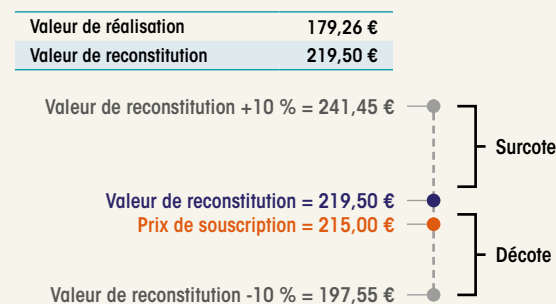 Valeur de réalisation 179,26 €
Valeur de reconstitution 219,50 €
Valeur de reconstitution +10 % = 241,45 €
Surcote
Valeur de reconstitution = 219,50 €
Prix de souscription = 215,00 €
Décote
Valeur de reconstitution -10 % = 197,55 €